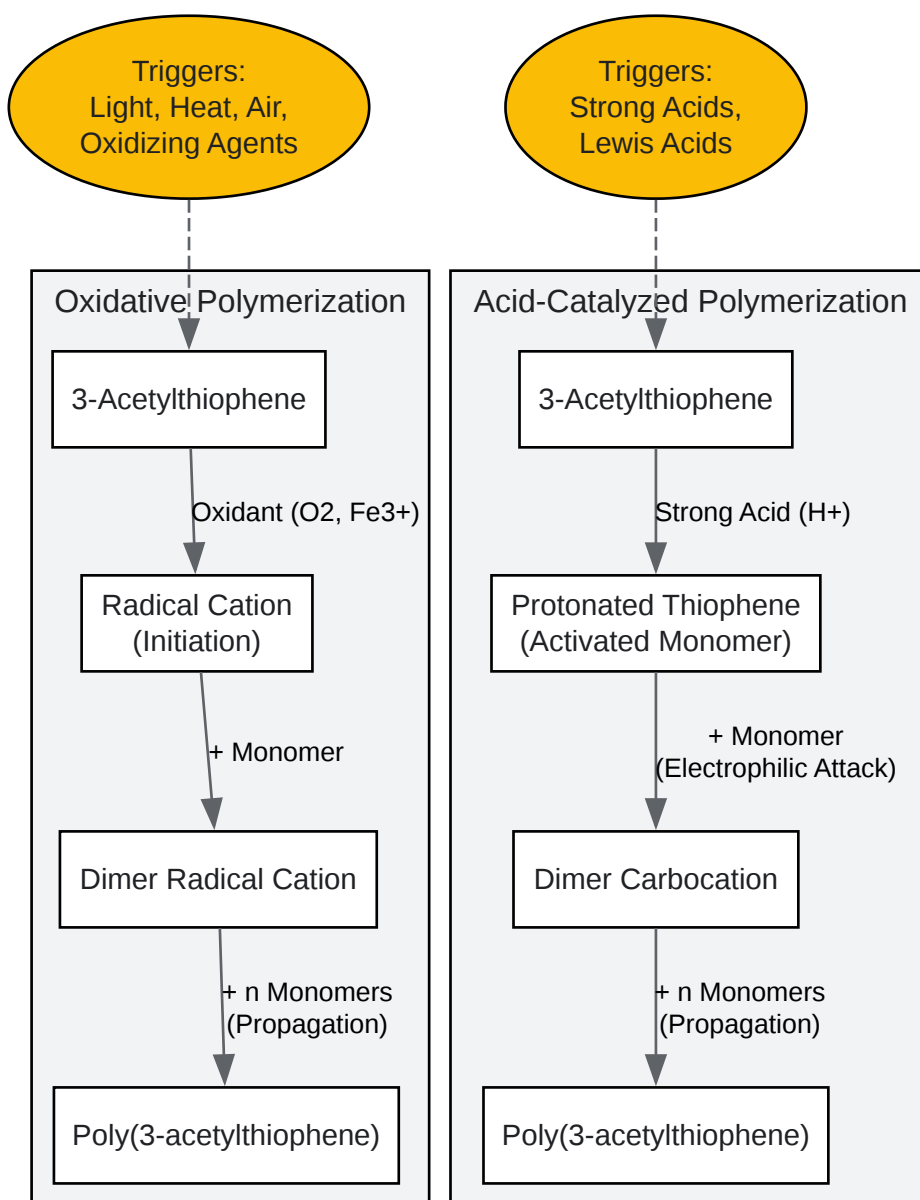 Triggers:
Light, Heat, Air,
Oxidizing Agents
Triggers:
Strong Acids,
Lewis Acids
Oxidative Polymerization
3-Acetylthiophene
Oxidant (O2, Fe3+)
Radical Cation
(Initiation)
+ Monomer
Dimer Radical Cation
+ n Monomers
(Propagation)
Poly(3-acetylthiophene)
Acid-Catalyzed Polymerization
3-Acetylthiophene
Strong Acid (H+)
Protonated Thiophene
(Activated Monomer)
+ Monomer
(Electrophilic Attack)
Dimer Carbocation
+ n Monomers
(Propagation)
Poly(3-acetylthiophene)